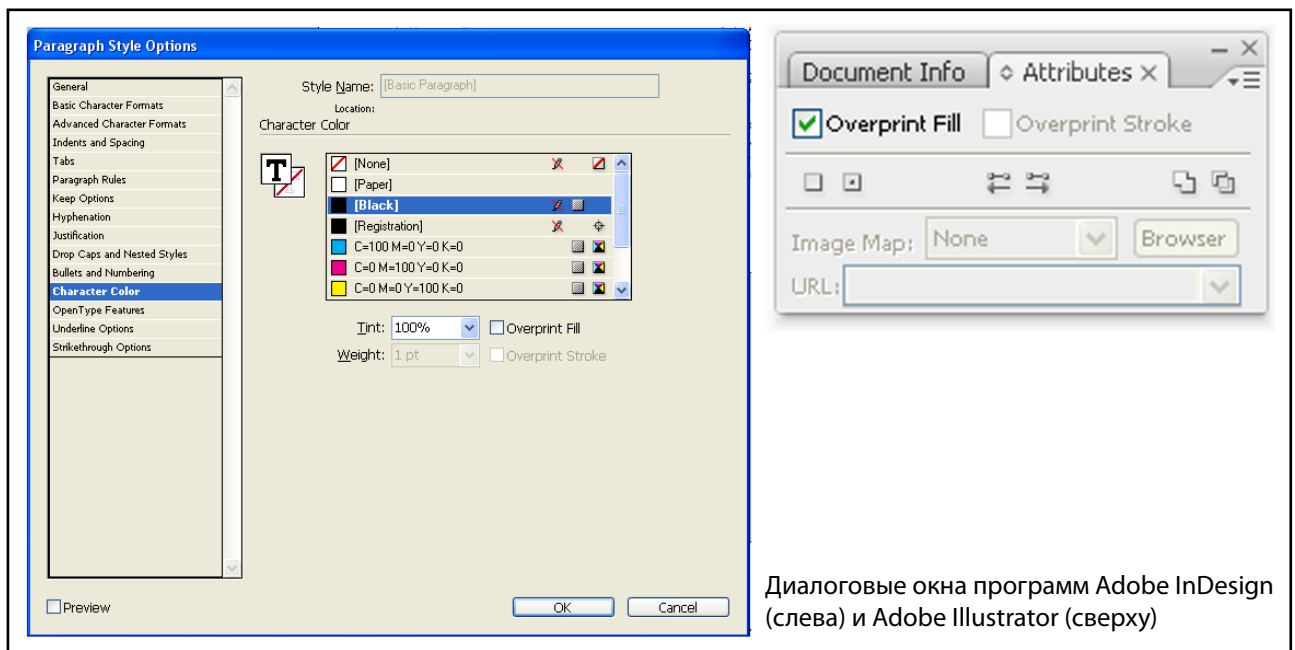 Paragraph Style Options
General
Basic Character Formats
Advanced Character Formats
Indents and Spacing
Tabs
Paragraph Rules
Keep Options
Hyphenation
Justification
Drop Caps and Nested Styles
Bullets and Numbering
Character Color
OpenType Features
Underline Options
Strikethrough Options
Style Name: [Basic Paragraph]
Location:
Character Color
T
[None]
[Paper]
[Black]
[Registration]
C=100 M=0 Y=0 K=0
C=0 M=100 Y=0 K=0
C=0 M=0 Y=100 K=0
Tint: 100% Overprint Fill
Weight: 1 pt Overprint Stroke
Preview OK Cancel
Document Info Attributes
Overprint Fill Overprint Stroke
Image Map: None Browser
URL:
Диалоговые окна программ Adobe InDesign
(слева) и Adobe Illustrator (сверху)